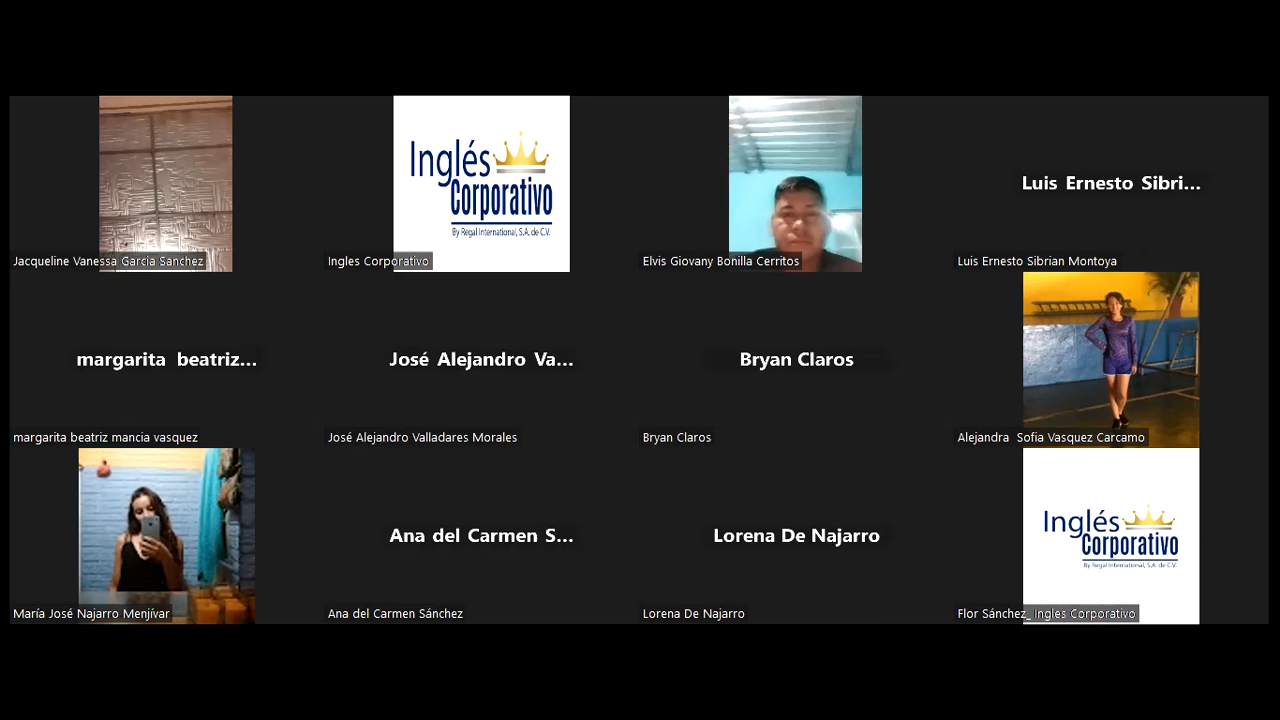 Inglés
Corporativo
By Regal International, S.A. de C.V.
Luis Ernesto Sibri...
Jacqueline Vanessa Garcia Sanchez
Ingles Corporativo
Elvis Giovany Bonilla Cerritos
Luis Ernesto Sibrian Montoya
margarita beatriz...
José Alejandro Va...
Bryan Claros
margarita beatriz mancia vasquez
José Alejandro Valladares Morales
Bryan Claros
Alejandra Sofia Vasquez Carcamo
Ana del Carmen S...
Lorena De Najarro
Inglés
Corporativo
By Regal International, S.A. de C.V.
María José Najarro Menjívar
Ana del Carmen Sánchez
Lorena De Najarro
Flor Sánchez_ Ingles Corporativo